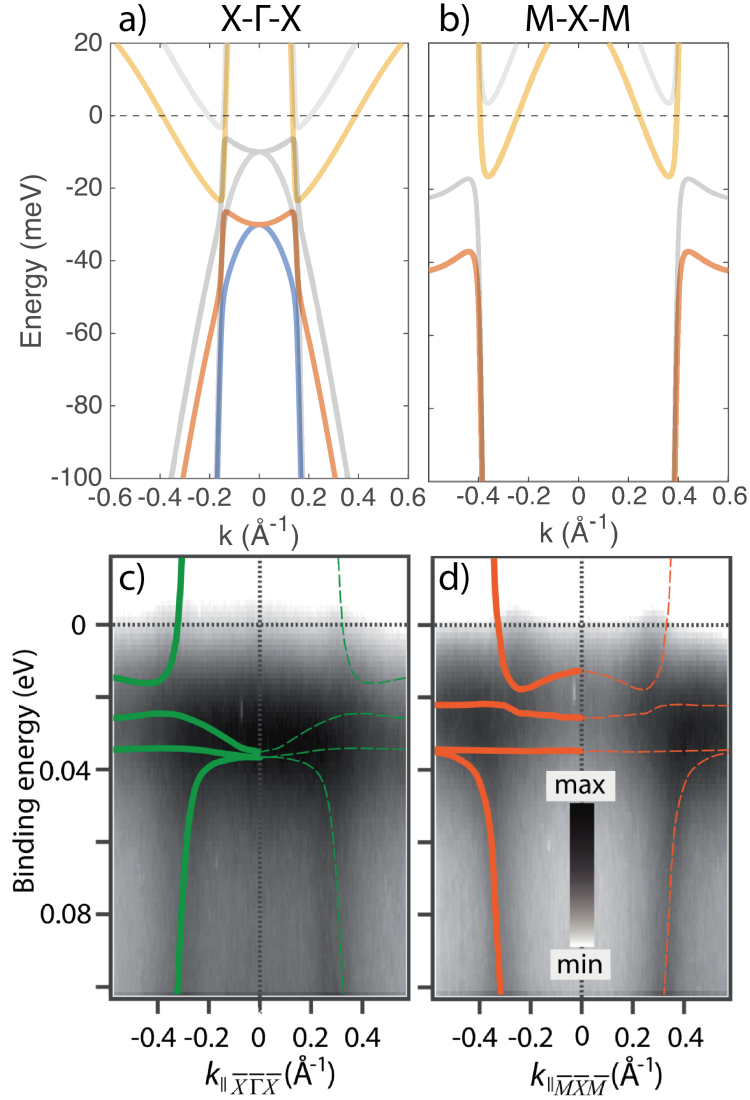 a) X-Γ-X
b) M-X-M
20
0
-20
-40
-60
-80
-100
Energy (meV)
-0.6 -0.4 -0.2 0 0.2 0.4 0.6
-0.4 -0.2 0 0.2 0.4 0.6
k (Å⁻¹)
k (Å⁻¹)
c)
d)
0
0.04
0.08
Binding energy (eV)
max
min
-0.4 -0.2 0 0.2 0.4
-0.4 -0.2 0 0.2 0.4
k∥X̅Γ̅X̅(Å⁻¹)
k∥M̅X̅M̅(Å⁻¹)